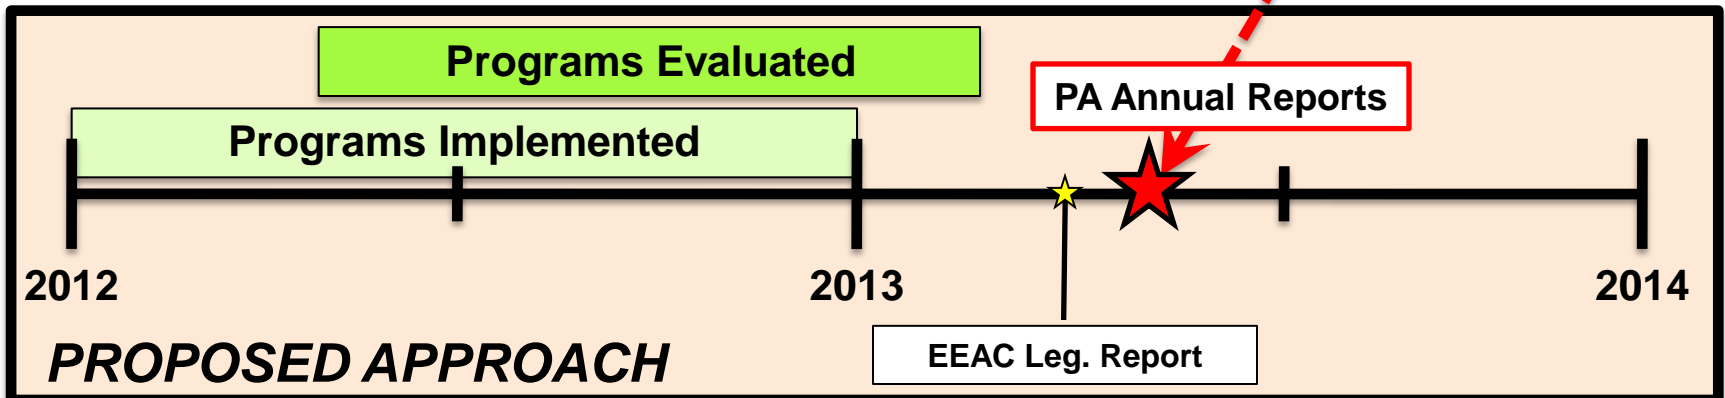 Programs Evaluated
PA Annual Reports
Programs Implemented
2012
2013
2014
EEAC Leg. Report
PROPOSED APPROACH